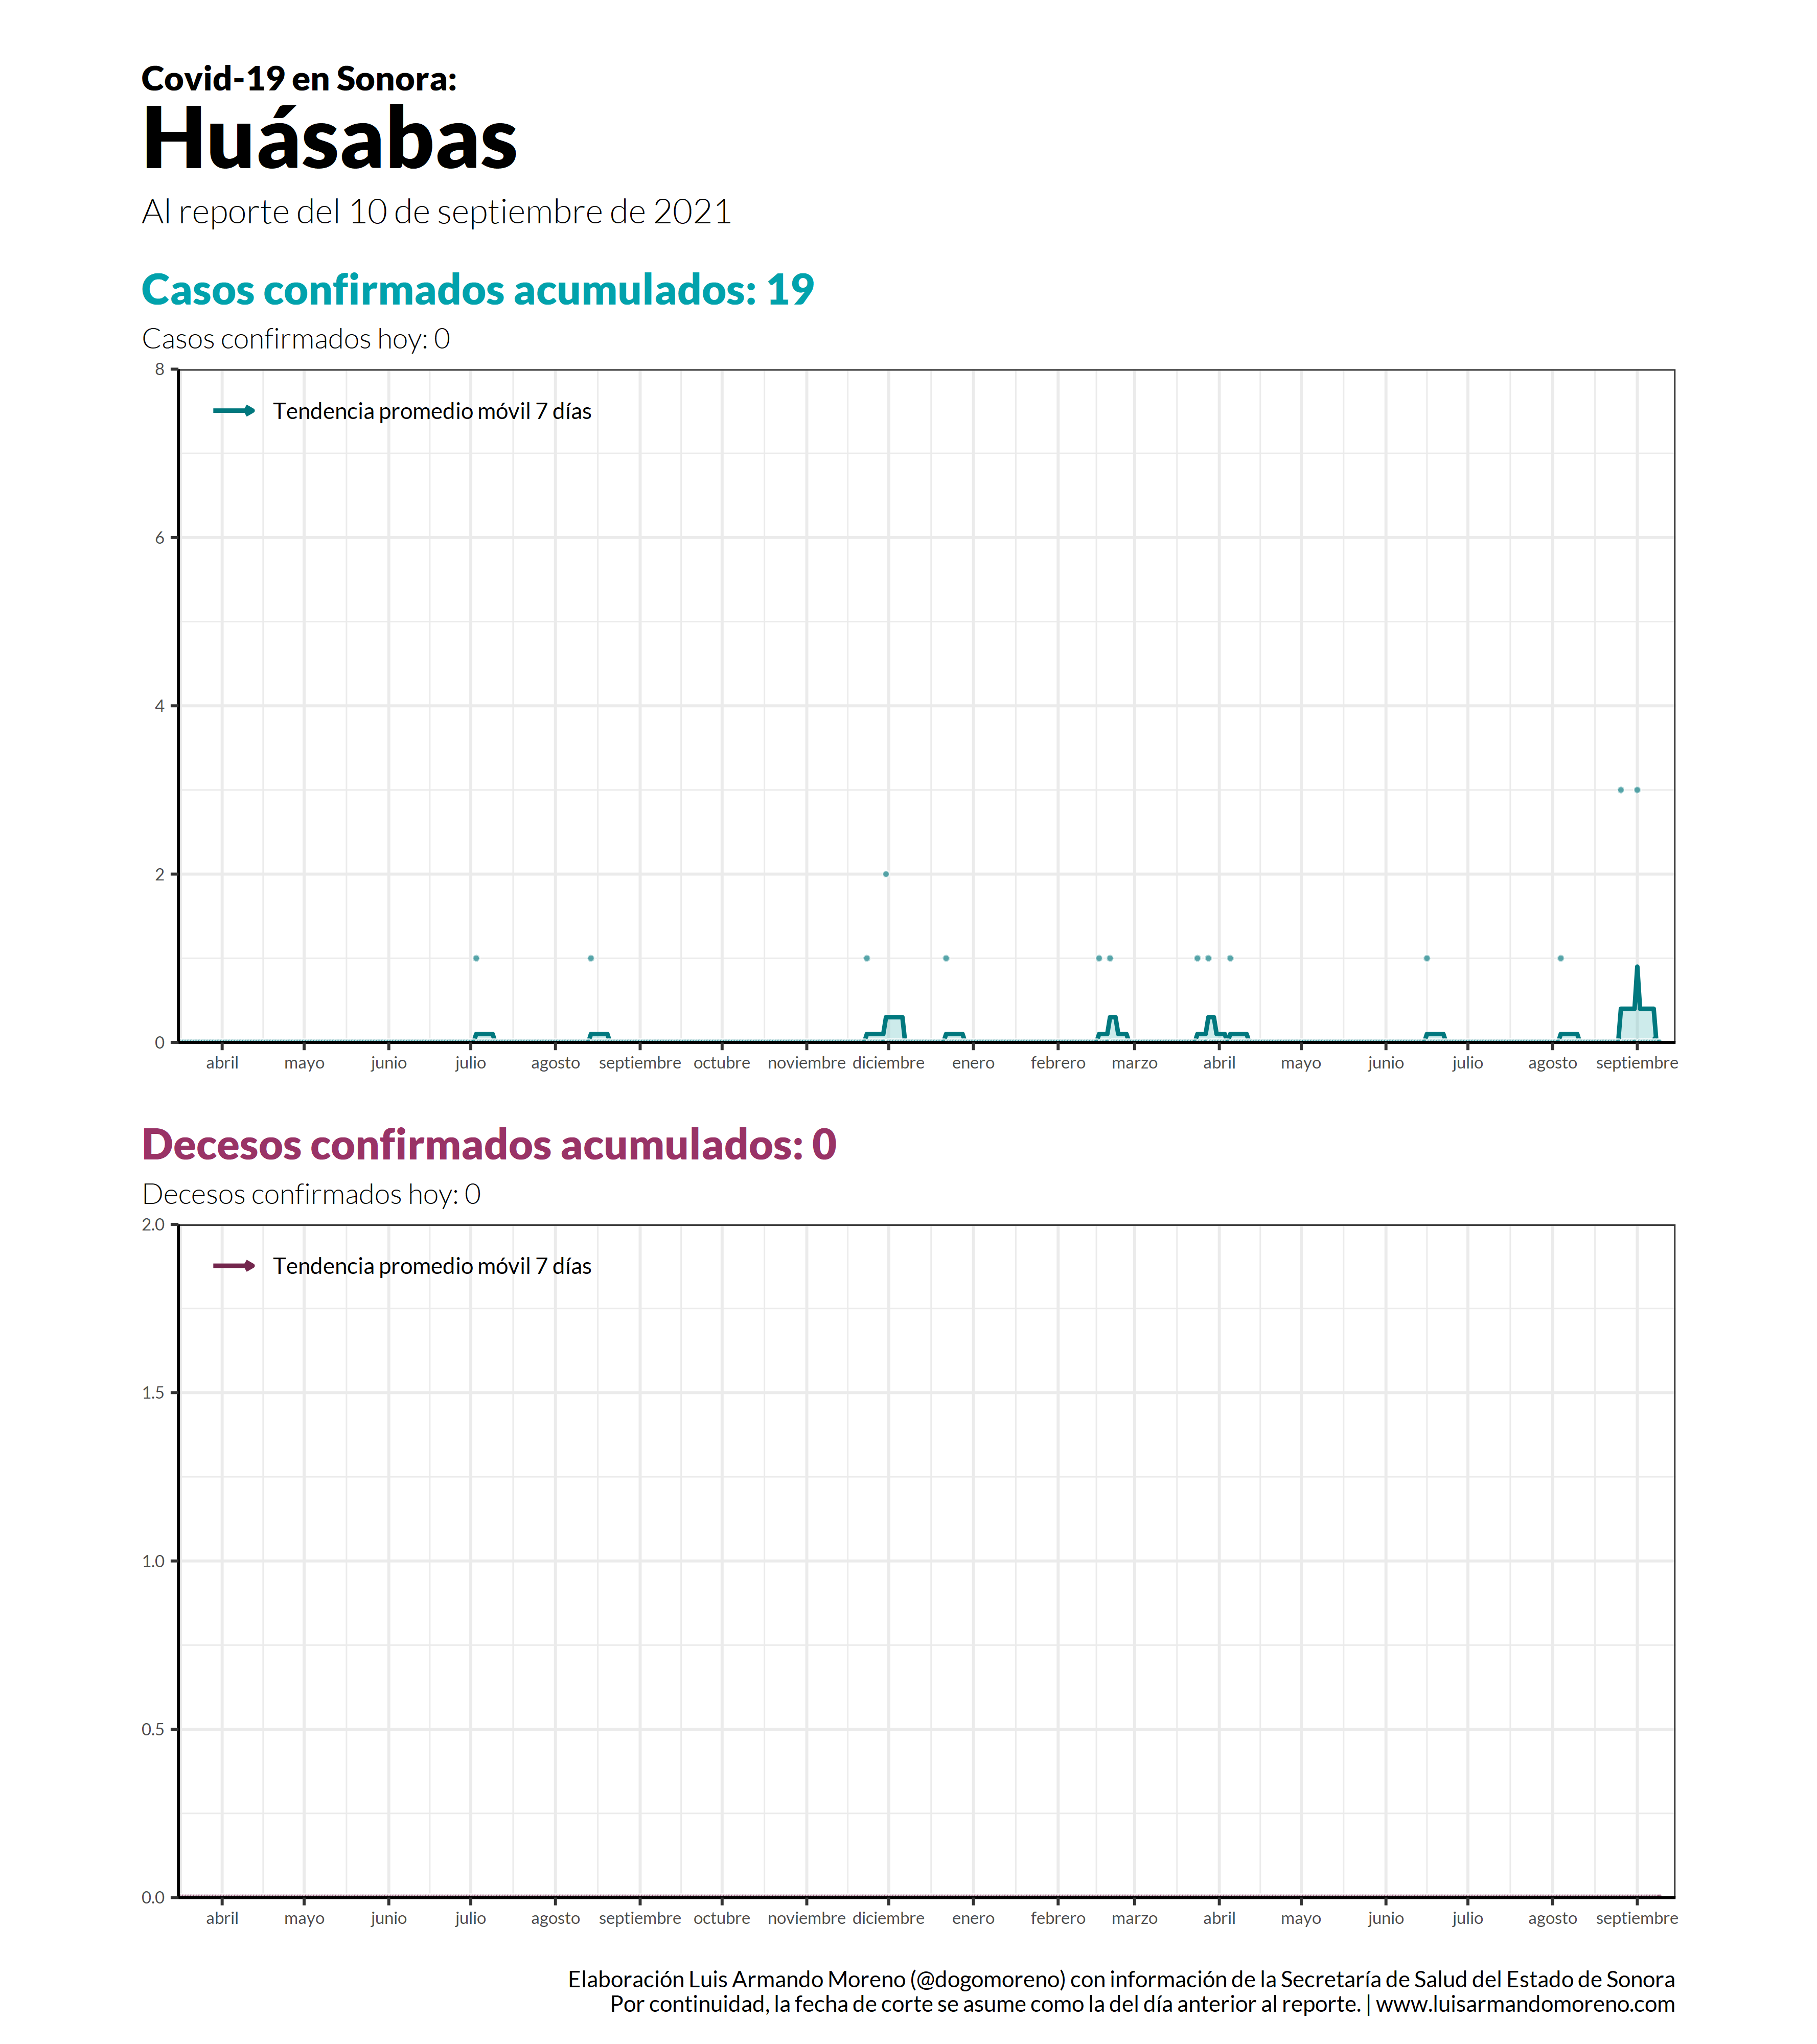 Covid-19 en Sonora:
Huásabas
Al reporte del 10 de septiembre de 2021
Casos confirmados acumulados: 19
Casos confirmados hoy: 0
8
Tendencia promedio móvil 7 días
6
4
2
0
abril mayo junio julio agosto septiembre octubre noviembre diciembre enero febrero marzo abril mayo junio julio agosto septiembre
Decesos confirmados acumulados: 0
Decesos confirmados hoy: 0
2.0
Tendencia promedio móvil 7 días
1.5
1.0
0.5
0.0
abril mayo junio julio agosto septiembre octubre noviembre diciembre enero febrero marzo abril mayo junio julio agosto septiembre
Elaboración Luis Armando Moreno (@dogomoreno) con información de la Secretaría de Salud del Estado de Sonora
Por continuidad, la fecha de corte se asume como la del día anterior al reporte. | www.luisarmandomoreno.com